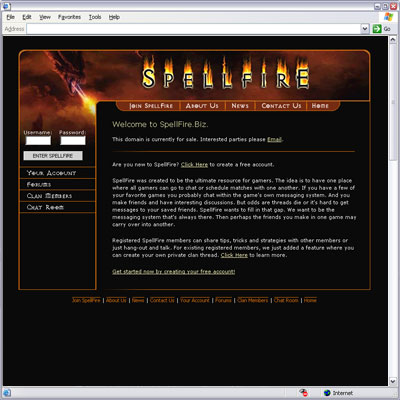 File Edit View Favorites Tools Help
Address Go
SPELLFIRE
JOIN SPELLFIRE ABOUT US NEWS CONTACT US HOME
Welcome to SpellFire.Biz.
Username: Password:
This domain is currently for sale. Interested parties please Email.
ENTER SPELLFIRE
Are you new to SpellFire? Click Here to create a free account.
YOUR ACCOUNT
FORUMS
CLAN MEMBERS
CHAT ROOM
SpellFire was created to be the ultimate resource for gamers. The idea is to have one place
where all gamers can go to chat or schedule matches with one another. If you have a few of
your favorite games you probably chat within the game's own messaging system. And you
make friends and have interesting discussions. But odds are threads die or it's hard to get
messages to your saved friends. SpellFire wants to fill in that gap. We want to be the
messaging system that's always there. Then perhaps the friends you make in one game may
carry over into another.
Registered SpellFire members can share tips, tricks and strategies with other members or
just hang-out and talk. For existing registered members, we just added a feature where you
can create your own private clan thread. Click Here to learn more.
Get started now by creating your free account!
Join SpellFire | About Us | News | Contact Us | Your Account | Forums | Clan Members | Chat Room | Home
Internet